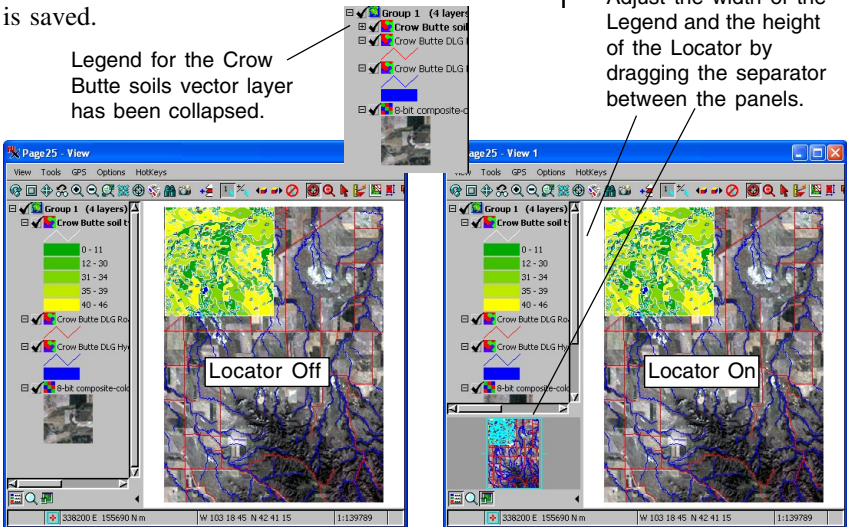 is saved.
Legend for the Crow
Butte soils vector layer
has been collapsed.
Group 1 (4 layers)
Crow Butte soil
Crow Butte DLG
Crow Butte DLG
8-bit composite-c
Adjust the width of the
Legend and the height
of the Locator by
dragging the separator
between the panels.
Page25 - View
View Tools GPS Options HotKeys
Group 1 (4 layers)
Crow Butte soil t
0 - 11
12 - 30
31 - 34
35 - 39
40 - 46
Crow Butte DLG Ro
Crow Butte DLG Hy
8-bit composite-col
Locator Off
338200 E 155690 N m W 103 18 45 N 42 41 15 1:139789
age25 - View 1
View Tools GPS Options HotKeys
Group 1 (4 layers)
Crow Butte soil t
0 - 11
12 - 30
31 - 34
35 - 39
40 - 46
Crow Butte DLG Ro
Crow Butte DLG Hy
8-bit composite-col
Locator On
338200 E 155690 N m W 103 18 45 N 42 41 15 1:139789